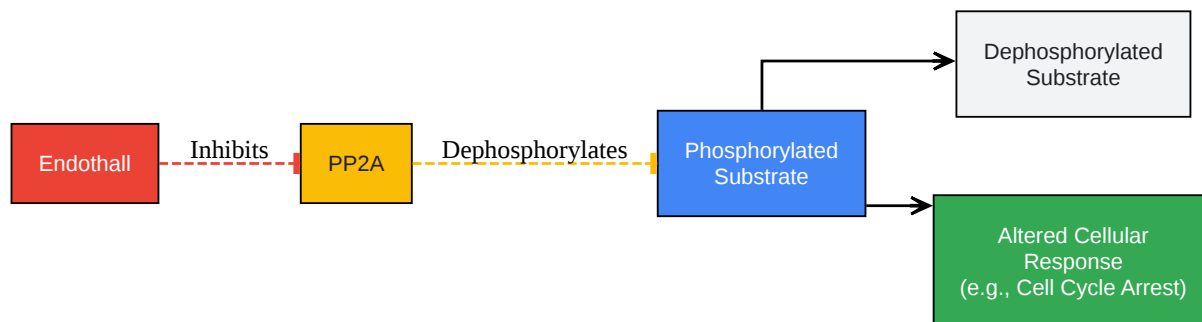 Endothall
Inhibits
PP2A
Dephosphorylates
Phosphorylated
Substrate
Dephosphorylated
Substrate
Altered Cellular
Response
(e.g., Cell Cycle Arrest)